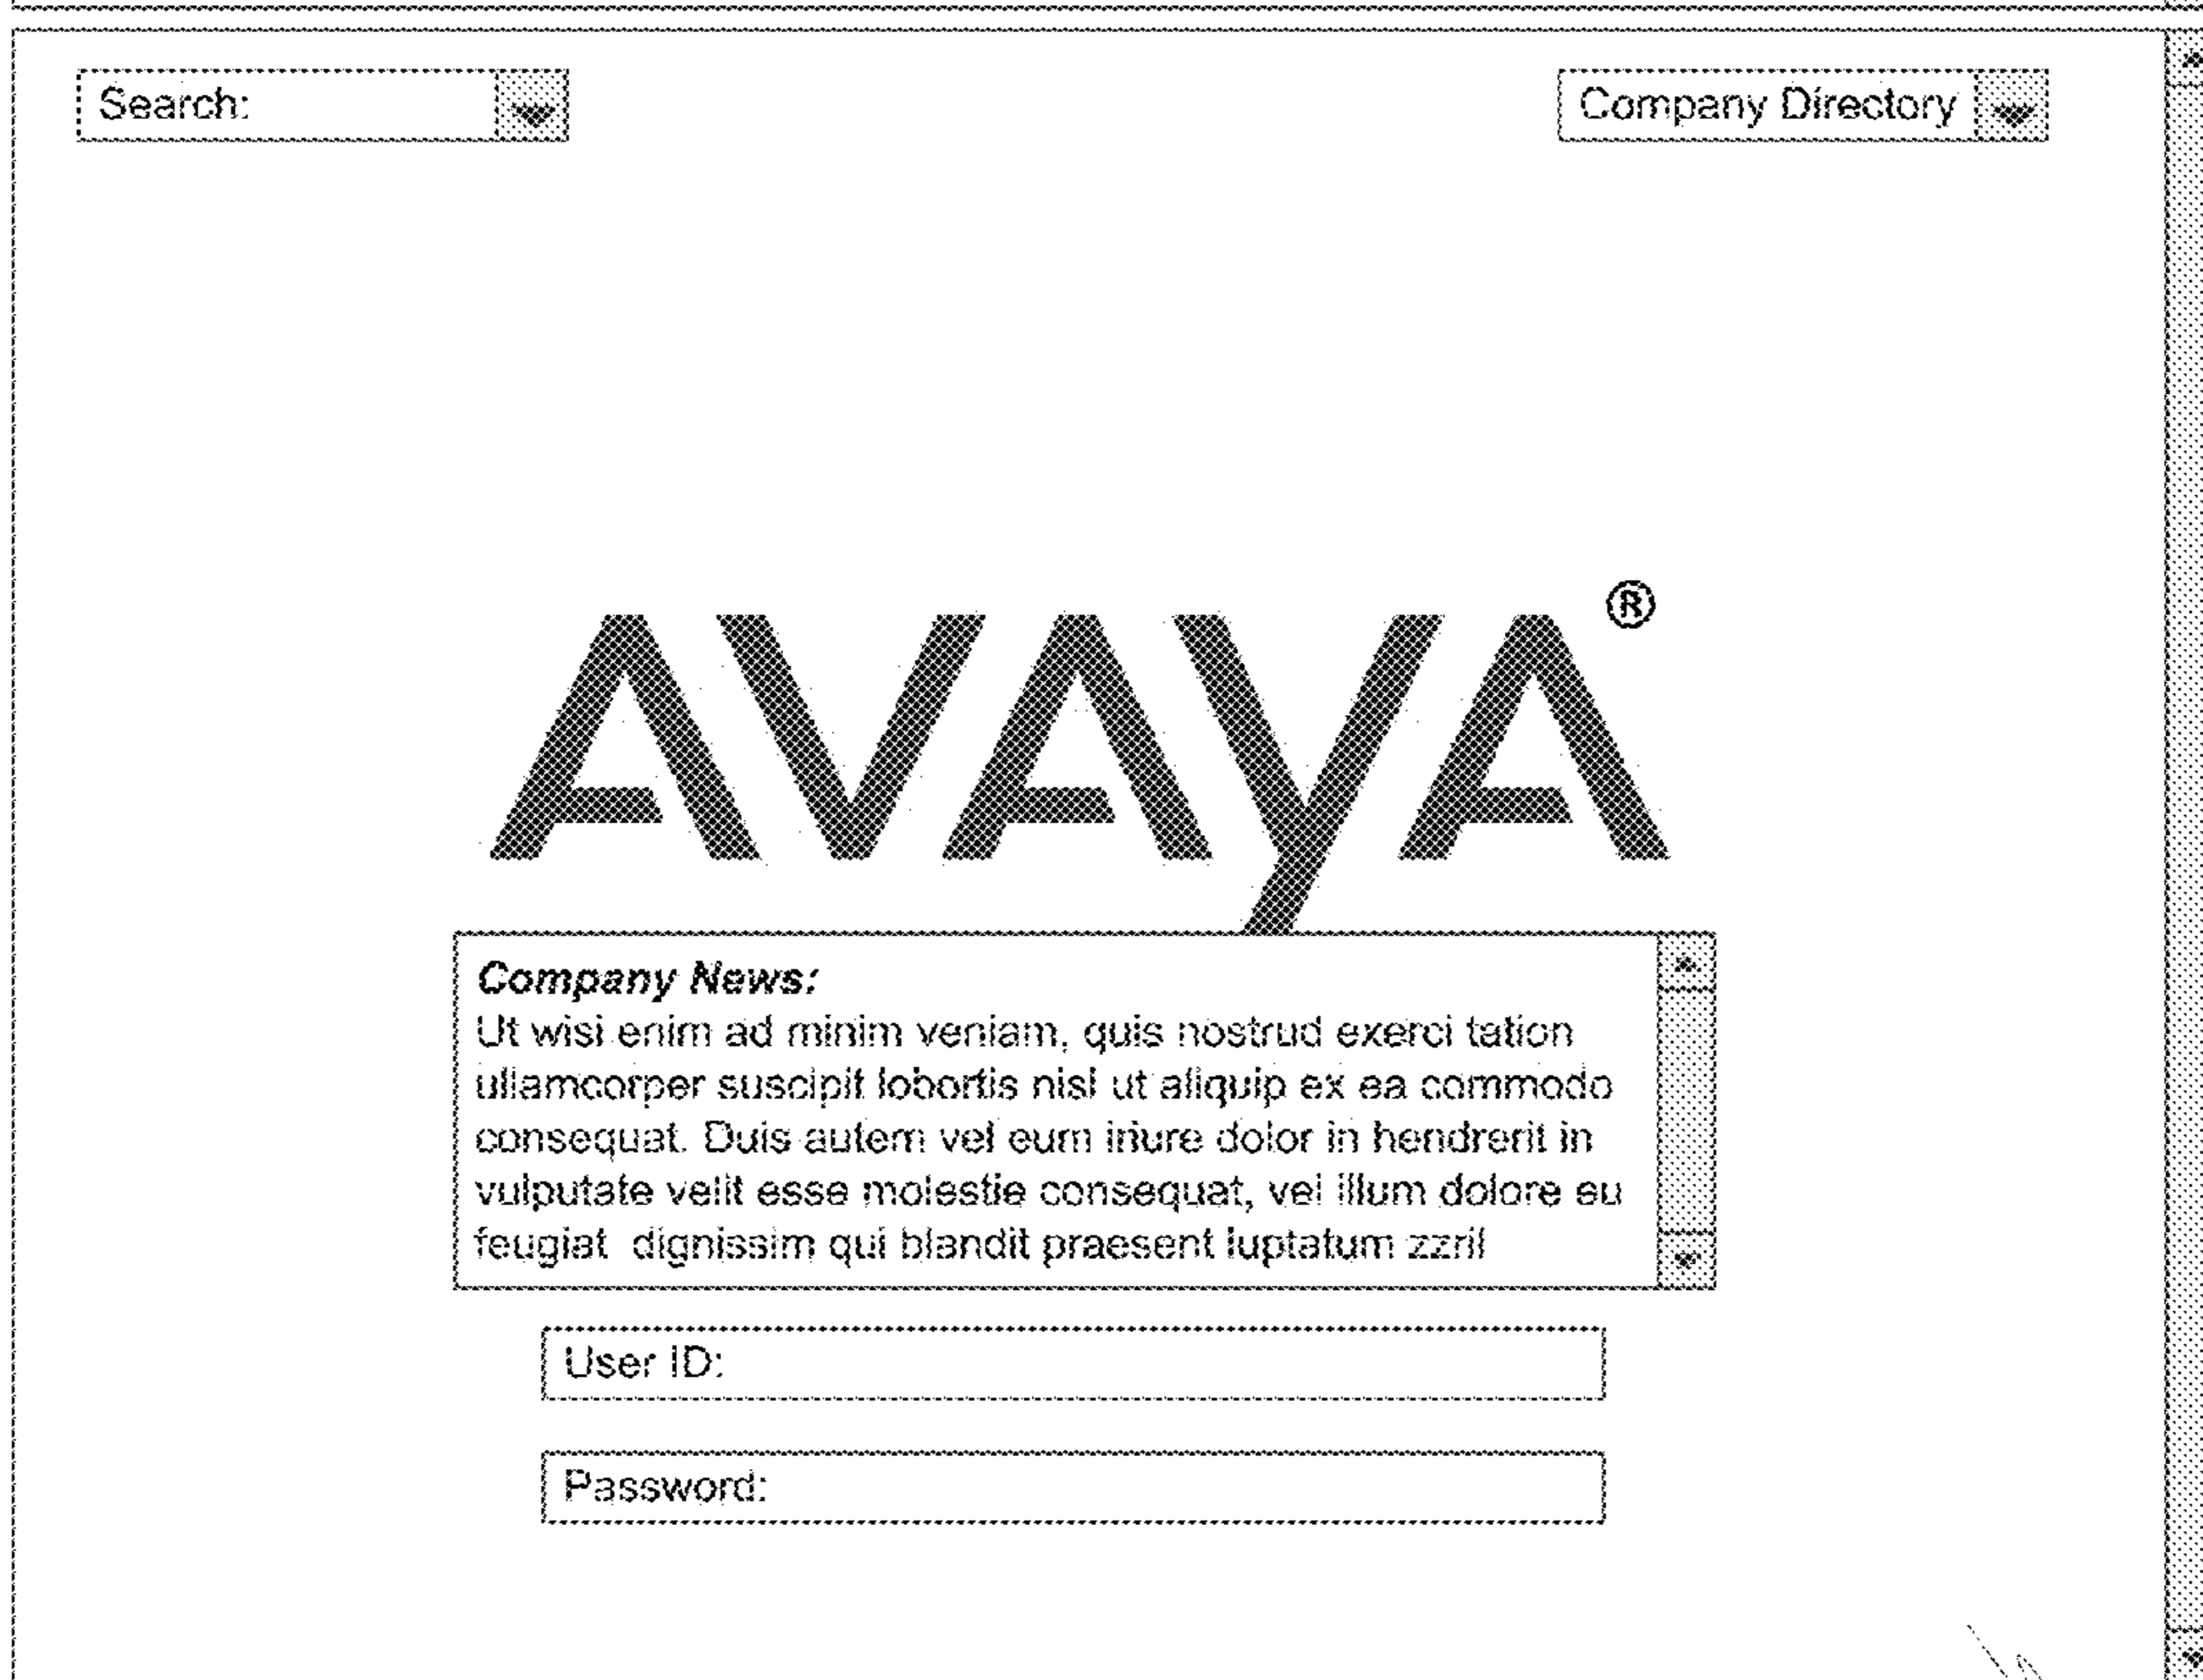 Search:
Company Directory
AVAYA®
Company News:
Ut wisi enim ad minim veniam, quis nostrud exerci tation
ullamcorper suscipit lobortis nisl ut aliquip ex ea commodo
consequat. Duis autem vel eum iriure dolor in hendrerit in
vulputate velit esse molestie consequat, vel illum dolore eu
feugiat dignissim qui blandit praesent luptatum zzril
User ID:
Password: